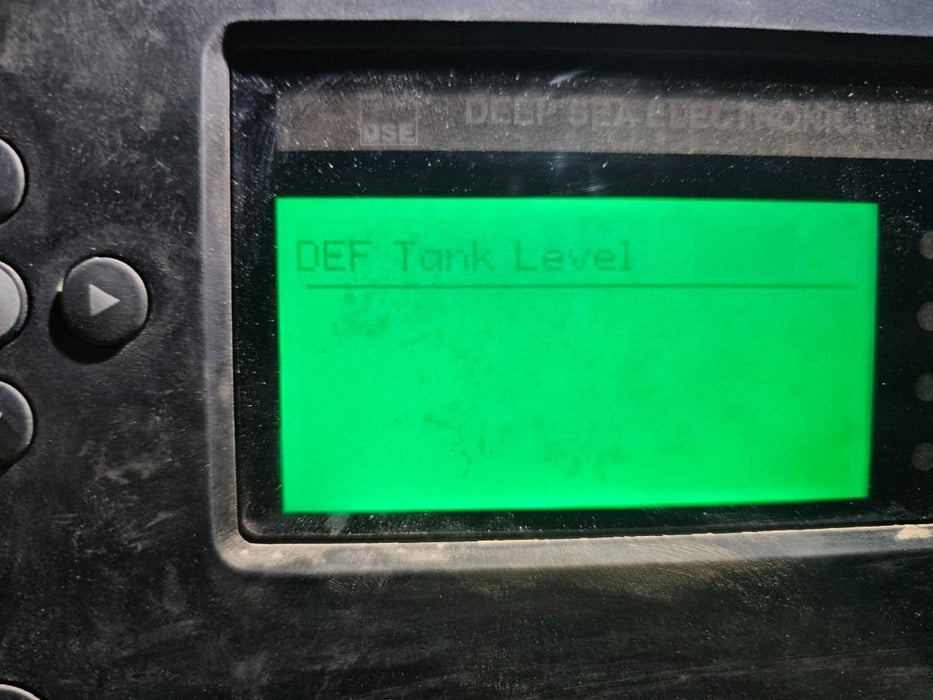 DSE DEEP SEA ELECTRONICS
DEF Tank Level